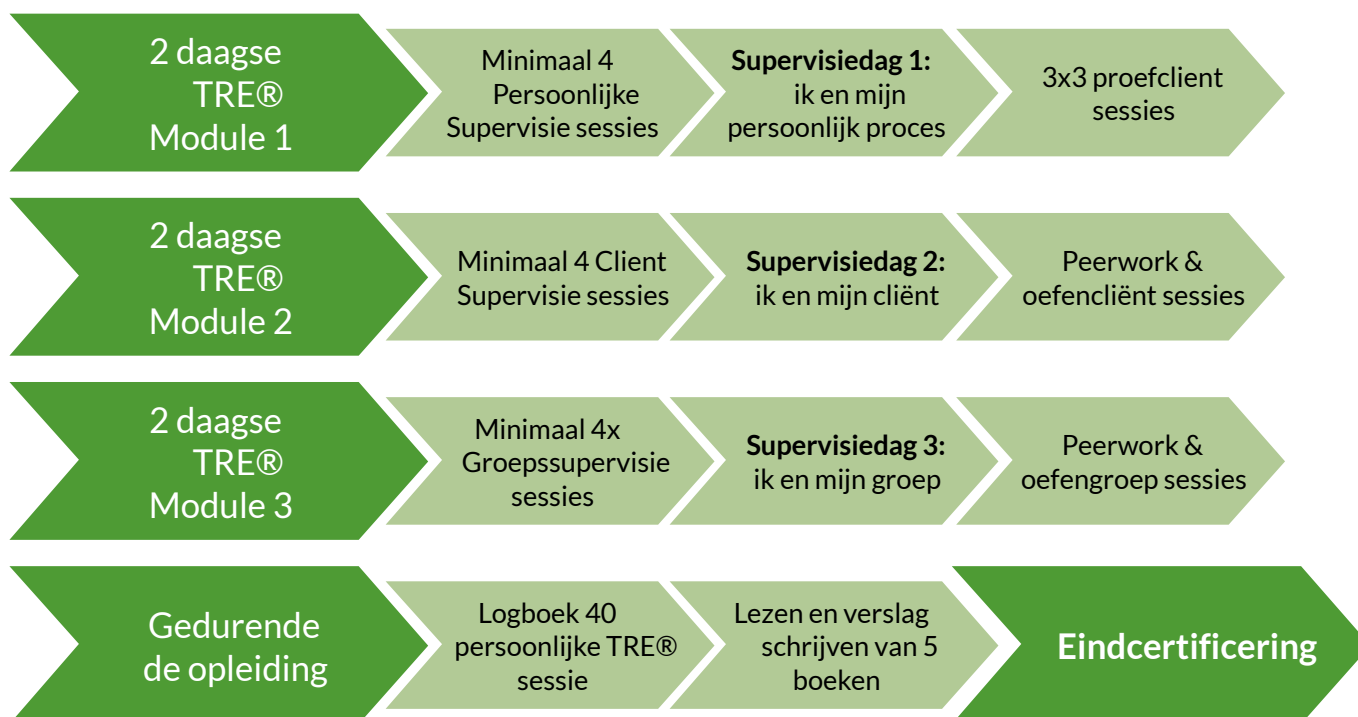 2 daagse
TRE®
Module 1
Minimaal 4
Persoonlijke
Supervisie sessies
Supervisiedag 1:
ik en mijn
persoonlijk proces
3x3 proefclient
sessies
2 daagse
TRE®
Module 2
Minimaal 4 Client
Supervisie sessies
Supervisiedag 2:
ik en mijn cliënt
Peerwork &
oefencliënt sessies
2 daagse
TRE®
Module 3
Minimaal 4x
Groepssupervisie
sessies
Supervisiedag 3:
ik en mijn groep
Peerwork &
oefengroep sessies
Gedurende
de opleiding
Logboek 40
persoonlijke TRE®
sessie
Lezen en verslag
schrijven van 5
boeken
Eindcertificering